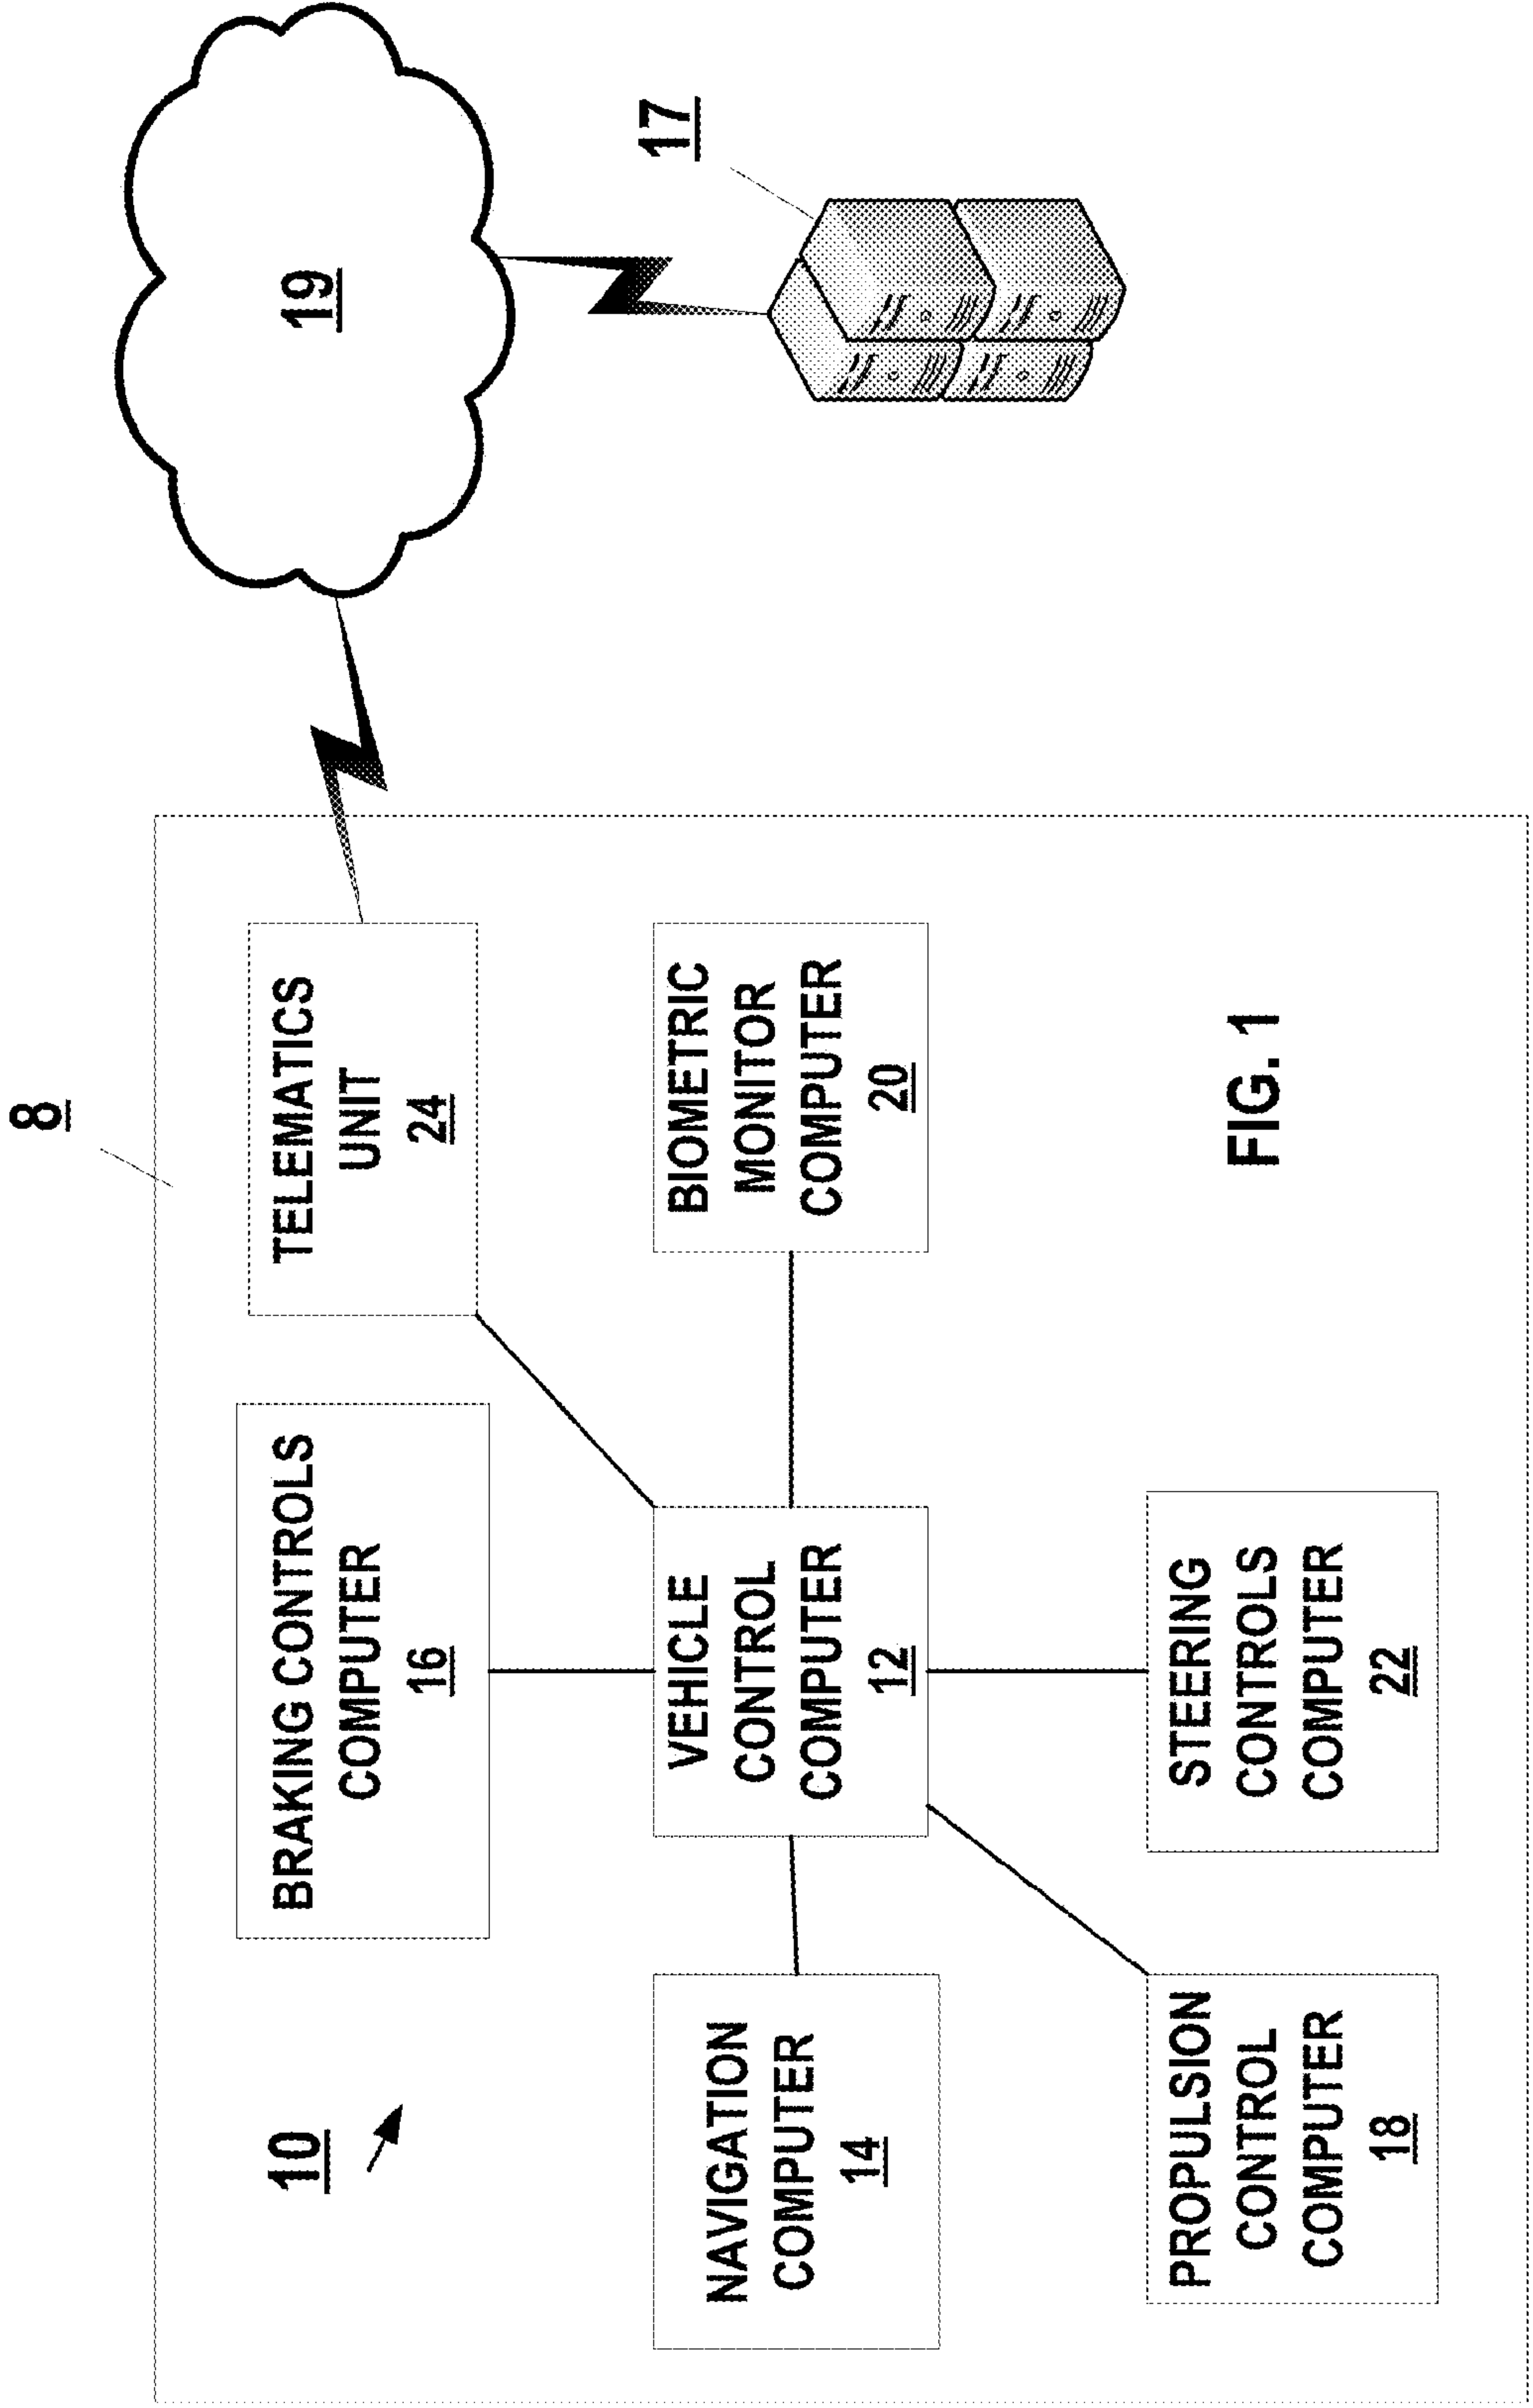 8
10
BRAKING CONTROLS
COMPUTER
16
TELEMATICS
UNIT
24
19
NAVIGATION
COMPUTER
14
VEHICLE
CONTROL
COMPUTER
12
BIOMETRIC
MONITOR
COMPUTER
20
17
PROPULSION
CONTROL
COMPUTER
18
STEERING
CONTROLS
COMPUTER
22
FIG. 1